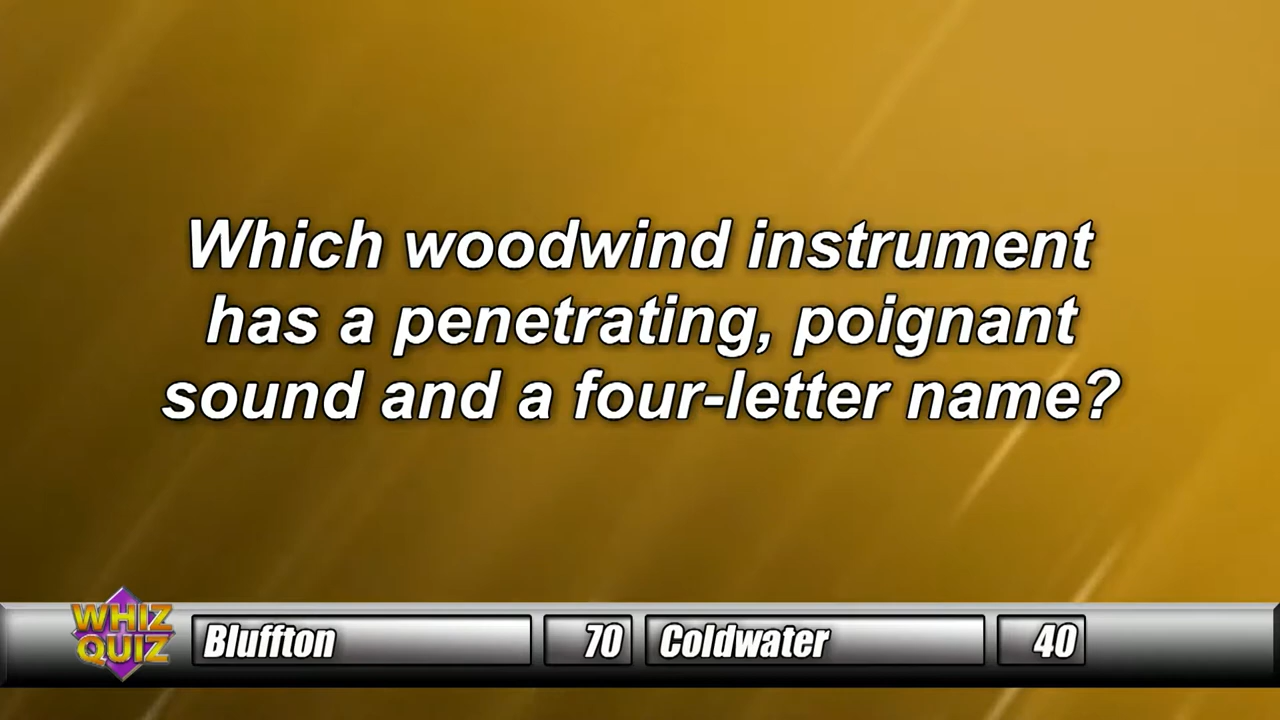 Which woodwind instrument
has a penetrating, poignant
sound and a four-letter name?
WHIZ
QUIZ
Bluffton 70 Coldwater 40